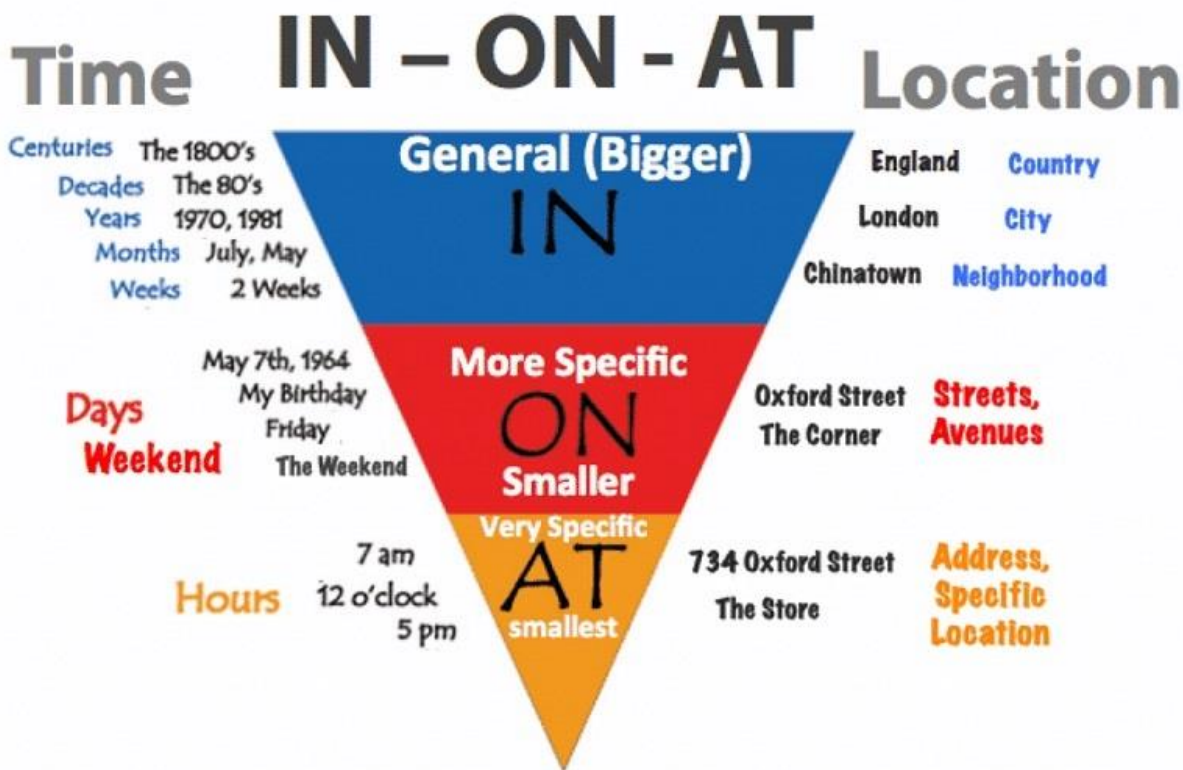 IN – ON - AT
Time
Location
Centuries The 1800's
Decades The 80's
Years 1970, 1981
Months July, May
Weeks 2 Weeks
General (Bigger)
IN
England Country
London City
Chinatown Neighborhood
May 7th, 1964
My Birthday
Days
Friday
Weekend
The Weekend
More Specific
ON
Smaller
Oxford Street
The Corner
Streets,
Avenues
7 am
Hours
12 o'clock
5 pm
Very Specific
AT
smallest
734 Oxford Street
The Store
Address,
Specific
Location